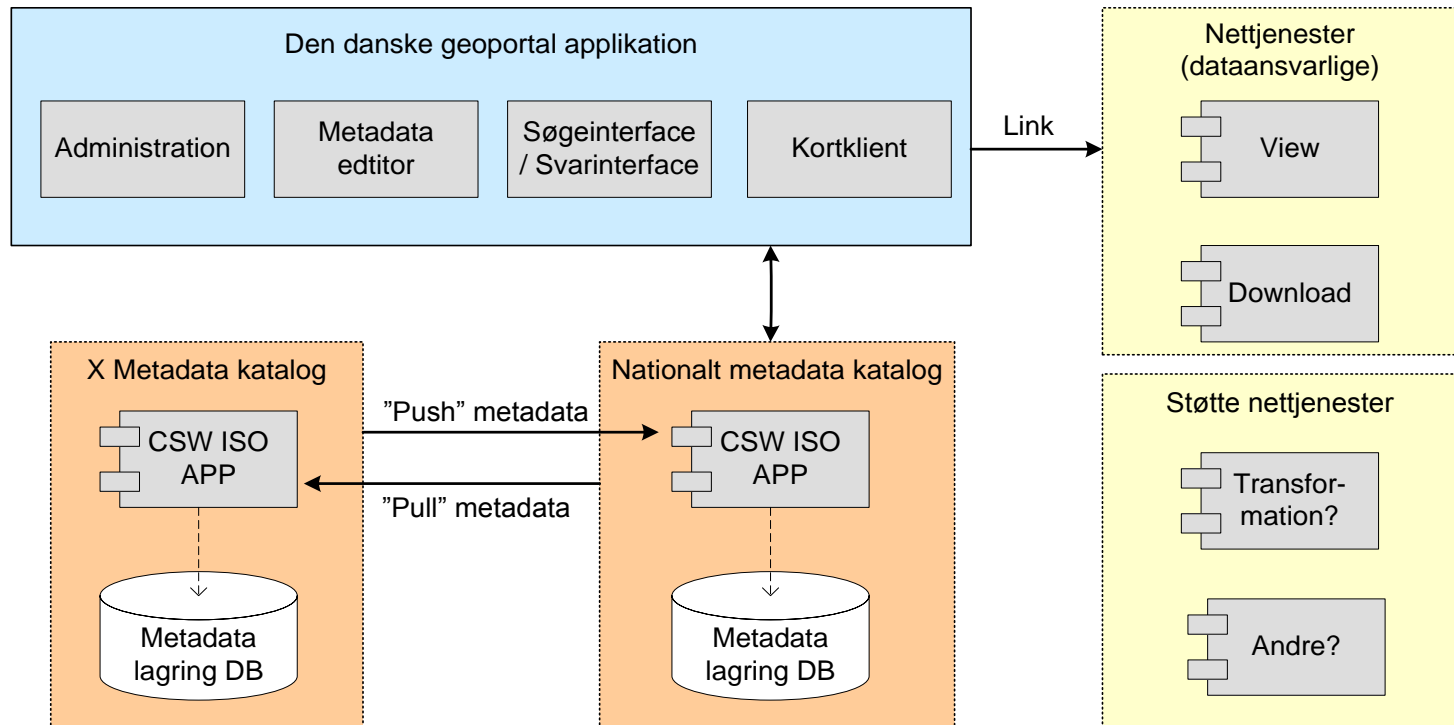 Den danske geoportal applikation
Administration
Metadata
edtitor
Søgeinterface
/ Svarinterface
Kortklient
Link
Nettjenester
(dataansvarlige)
View
Download
X Metadata katalog
CSW ISO
APP
Metadata
lagring DB
"Push" metadata
"Pull" metadata
Nationalt metadata katalog
CSW ISO
APP
Metadata
lagring DB
Støtte nettjenester
Transfor-
mation?
Andre?